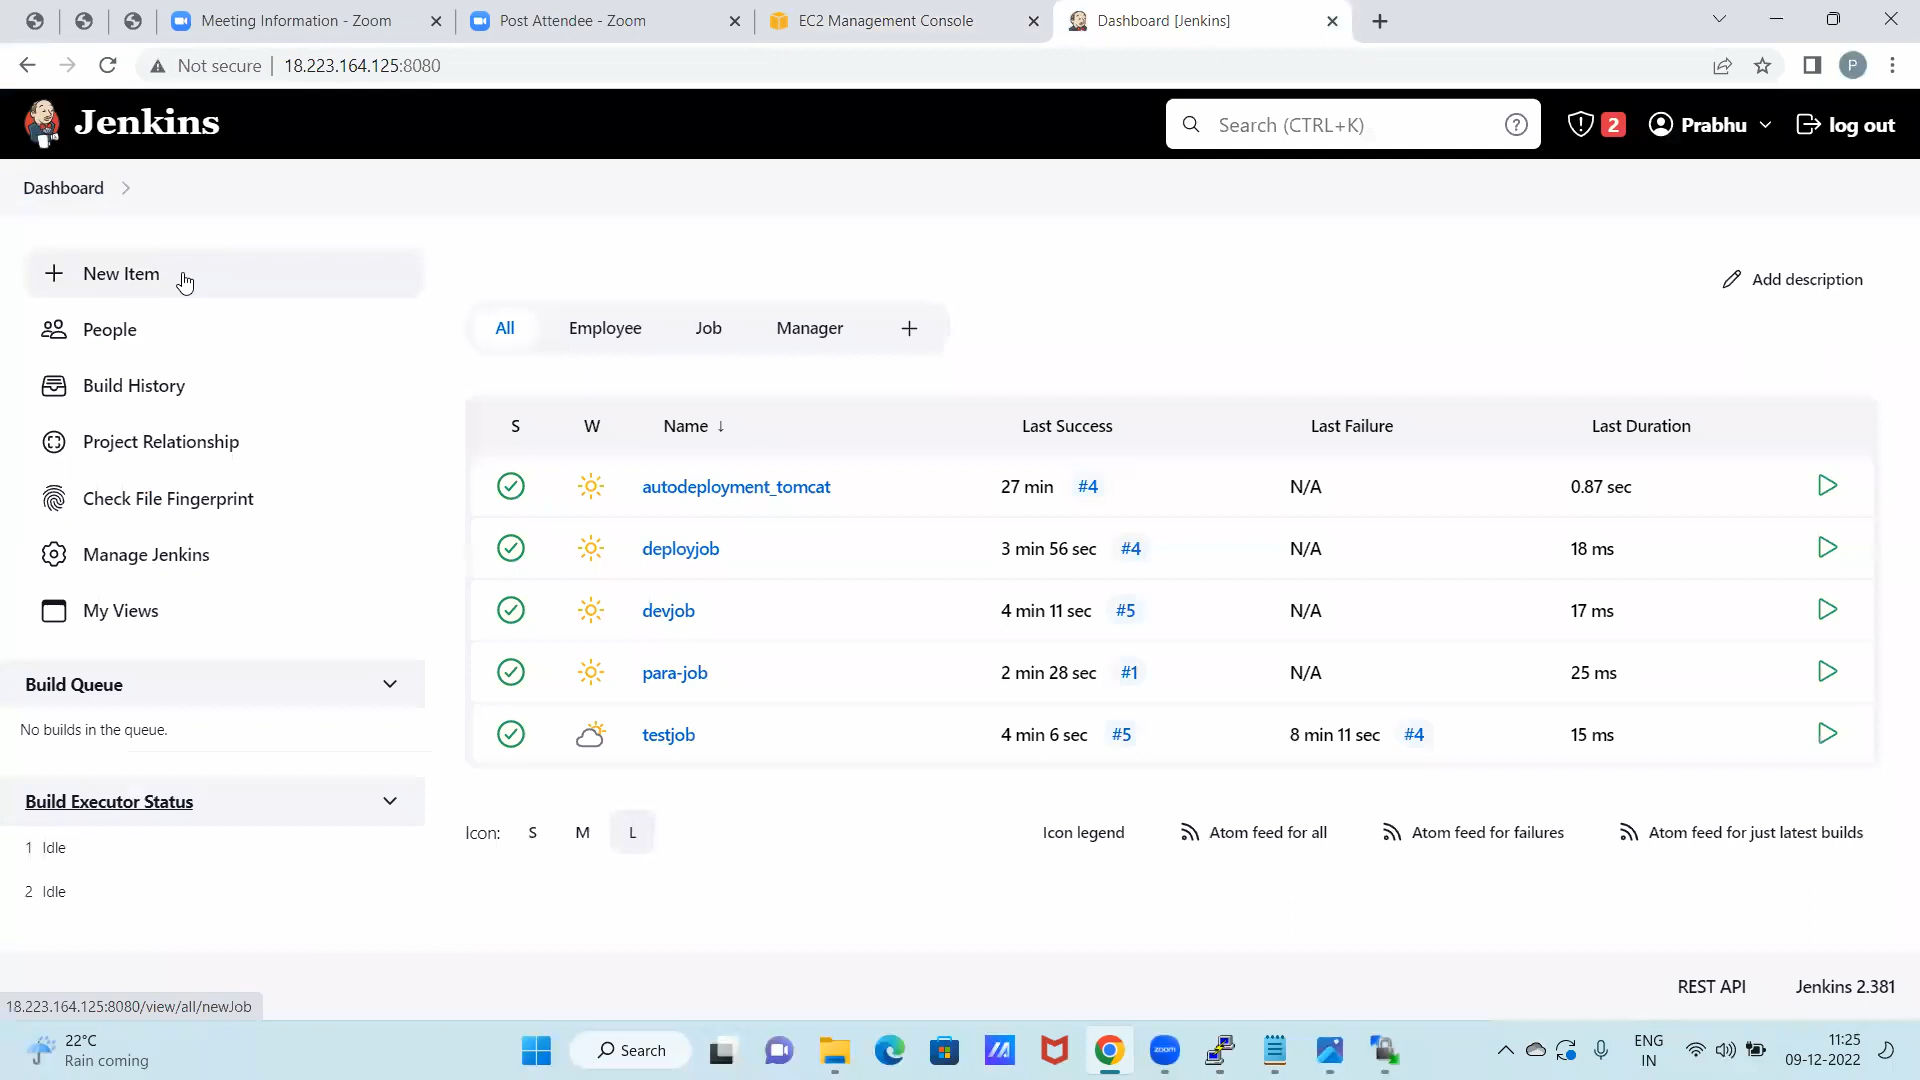 Meeting Information - Zoom
Post Attendee - Zoom
EC2 Management Console
Dashboard [Jenkins]
Not secure
18.223.164.125:8080
P
Jenkins
Search (CTRL+K)
2
Prabhu
log out
Dashboard
New Item
People
Build History
Project Relationship
Check File Fingerprint
Manage Jenkins
My Views
Build Queue
No builds in the queue.
Build Executor Status
1 Idle
2 Idle
Add description
All Employee Job Manager +
S W Name ↓ Last Success Last Failure Last Duration
autodeployment_tomcat 27 min #4 N/A 0.87 sec
deployjob 3 min 56 sec #4 N/A 18 ms
devjob 4 min 11 sec #5 N/A 17 ms
para-job 2 min 28 sec #1 N/A 25 ms
testjob 4 min 6 sec #5 8 min 11 sec #4 15 ms
Icon: S M L
Icon legend
Atom feed for all
Atom feed for failures
Atom feed for just latest builds
REST API
Jenkins 2.381
18.223.164.125:8080/view/all/newJob
22°C
Rain coming
Search
zoom
ENG
IN
11:25
09-12-2022